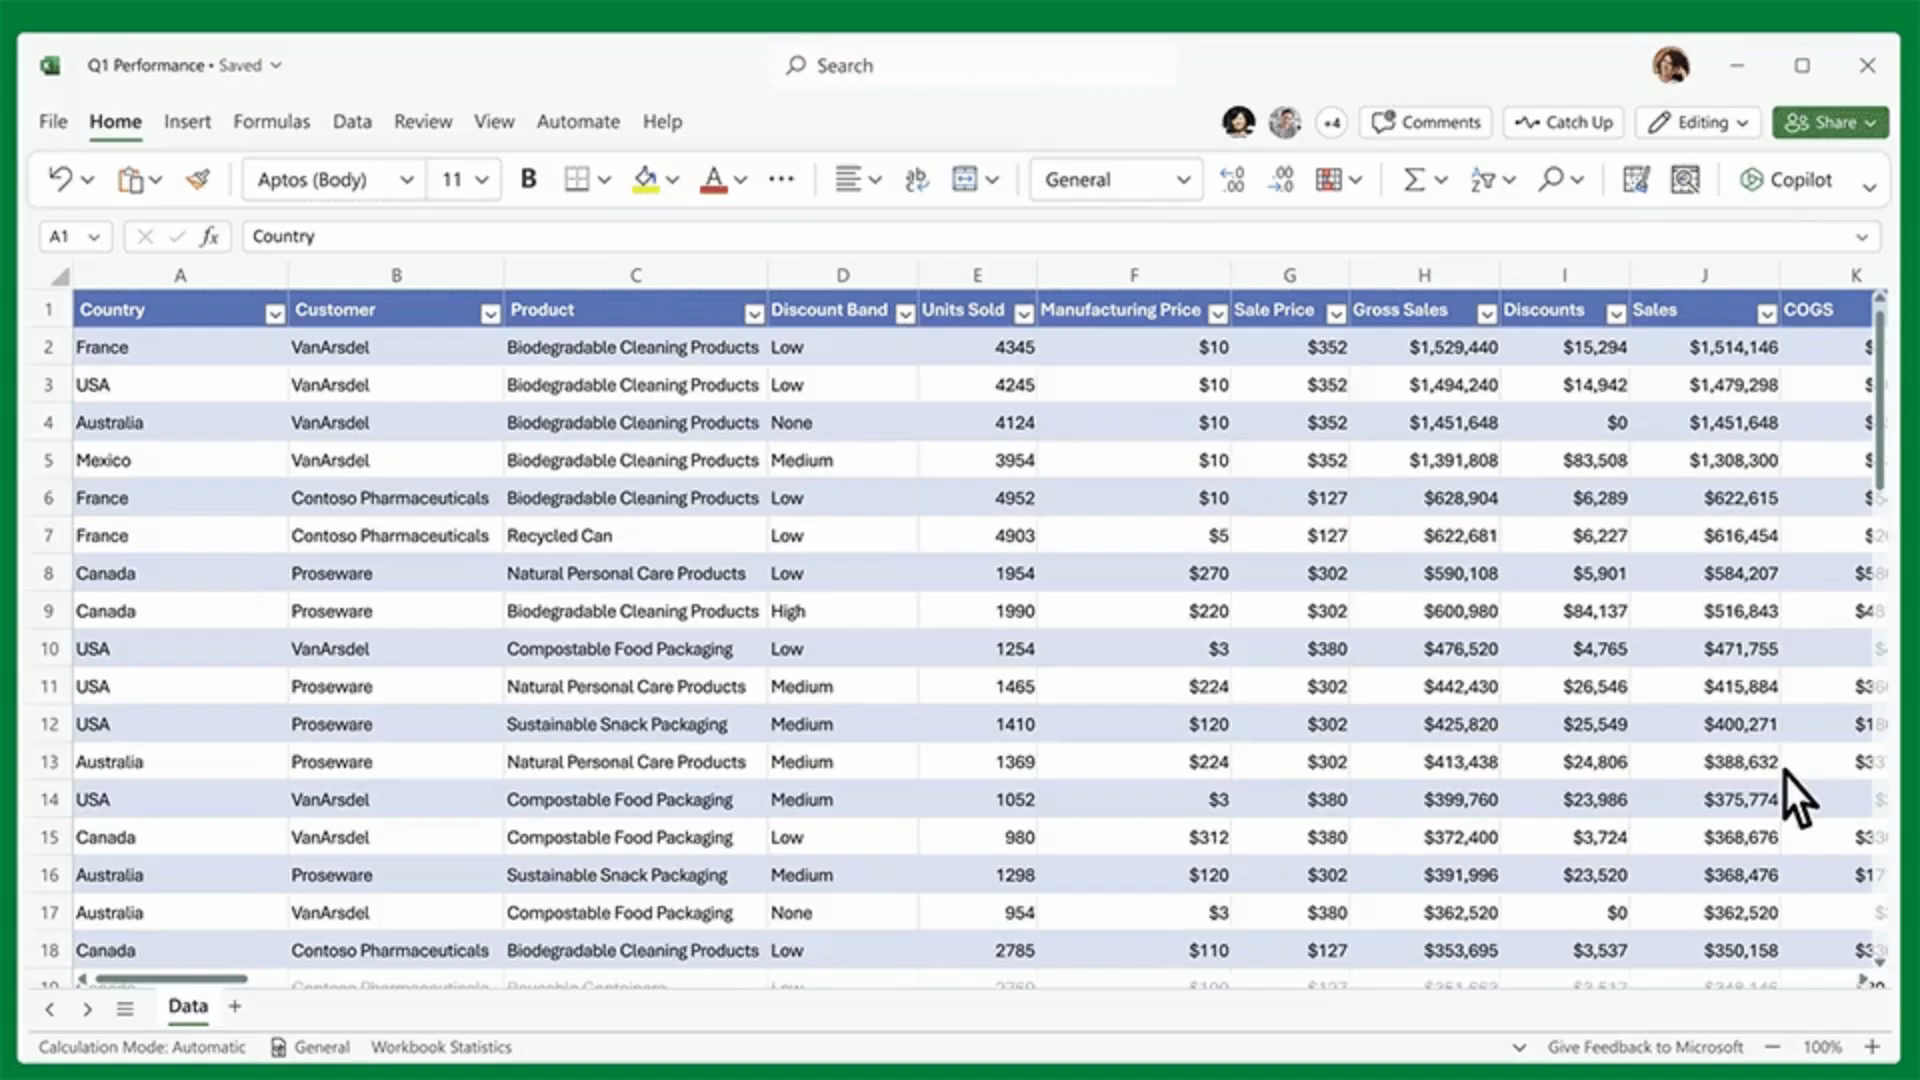 Q1 Performance • Saved
Search
File Home Insert Formulas Data Review View Automate Help
+4 Comments Catch Up Editing Share
Aptos (Body) 11 B A General Copilot
A1 fx Country
A B C D E F G H I J K
1 Country Customer Product Discount Band Units Sold Manufacturing Price Sale Price Gross Sales Discounts Sales COGS
2 France VanArsdel Biodegradable Cleaning Products Low 4345 $10 $352 $1,529,440 $15,294 $1,514,146
3 USA VanArsdel Biodegradable Cleaning Products Low 4245 $10 $352 $1,494,240 $14,942 $1,479,298
4 Australia VanArsdel Biodegradable Cleaning Products None 4124 $10 $352 $1,451,648 $0 $1,451,648
5 Mexico VanArsdel Biodegradable Cleaning Products Medium 3954 $10 $352 $1,391,808 $83,508 $1,308,300
6 France Contoso Pharmaceuticals Biodegradable Cleaning Products Low 4952 $10 $127 $628,904 $6,289 $622,615
7 France Contoso Pharmaceuticals Recycled Can Low 4903 $5 $127 $622,681 $6,227 $616,454
8 Canada Proseware Natural Personal Care Products Low 1954 $270 $302 $590,108 $5,901 $584,207
9 Canada Proseware Biodegradable Cleaning Products High 1990 $220 $302 $600,980 $84,137 $516,843
10 USA VanArsdel Compostable Food Packaging Low 1254 $3 $380 $476,520 $4,765 $471,755
11 USA Proseware Natural Personal Care Products Medium 1465 $224 $302 $442,430 $26,546 $415,884
12 USA Proseware Sustainable Snack Packaging Medium 1410 $120 $302 $425,820 $25,549 $400,271
13 Australia Proseware Natural Personal Care Products Medium 1369 $224 $302 $413,438 $24,806 $388,632
14 USA VanArsdel Compostable Food Packaging Medium 1052 $3 $380 $399,760 $23,986 $375,774
15 Canada VanArsdel Compostable Food Packaging Low 980 $312 $380 $372,400 $3,724 $368,676
16 Australia Proseware Sustainable Snack Packaging Medium 1298 $120 $302 $391,996 $23,520 $368,476
17 Australia VanArsdel Compostable Food Packaging None 954 $3 $380 $362,520 $0 $362,520
18 Canada Contoso Pharmaceuticals Biodegradable Cleaning Products Low 2785 $110 $127 $353,695 $3,537 $350,158
Data +
Calculation Mode: Automatic General Workbook Statistics Give Feedback to Microsoft 100%